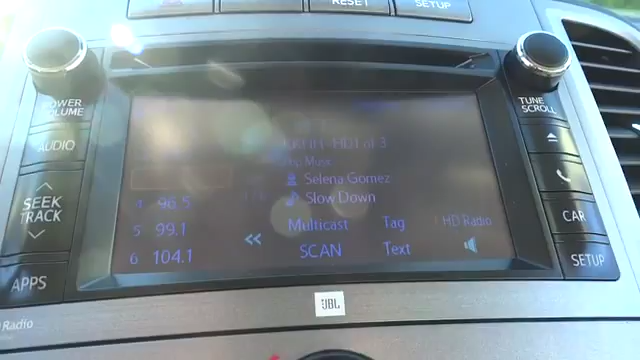 RESET
SETUP
POWER
VOLUME
TUNE
SCROLL
AUDIO
SEEK
TRACK
Selena Gomez
Slow Down
4 96.5
5 99.1
6 104.1
Multicast Tag HD Radio
SCAN Text
CAR
SETUP
APPS
JBL
Radio